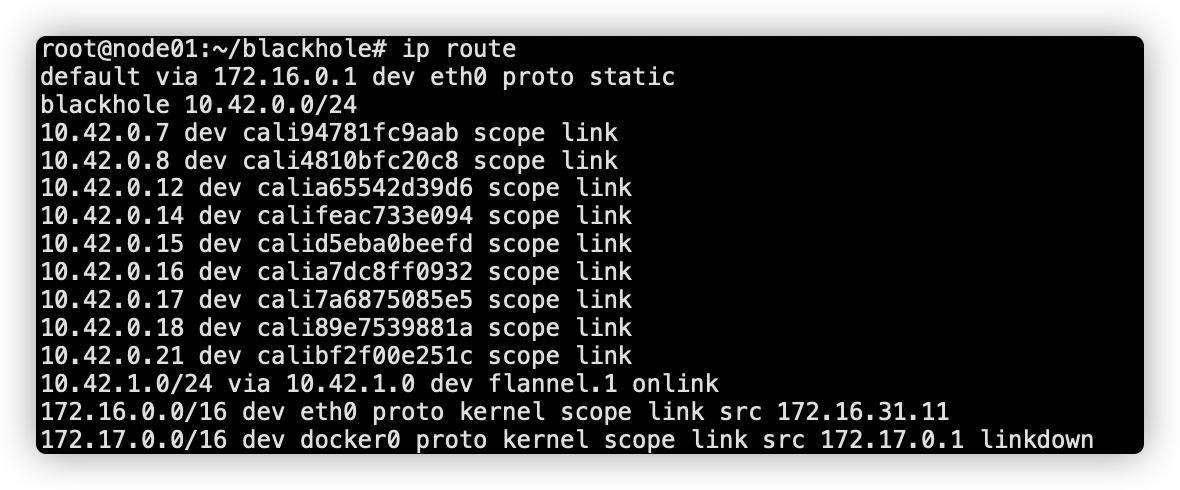 root@node01:~/blackhole# ip route
default via 172.16.0.1 dev eth0 proto static
blackhole 10.42.0.0/24
10.42.0.7 dev cali94781fc9aab scope link
10.42.0.8 dev cali4810bfc20c8 scope link
10.42.0.12 dev calia65542d39d6 scope link
10.42.0.14 dev califeac733e094 scope link
10.42.0.15 dev calid5eba0beefd scope link
10.42.0.16 dev calia7dc8ff0932 scope link
10.42.0.17 dev cali7a6875085e5 scope link
10.42.0.18 dev cali89e7539881a scope link
10.42.0.21 dev calibf2f00e251c scope link
10.42.1.0/24 via 10.42.1.0 dev flannel.1 onlink
172.16.0.0/16 dev eth0 proto kernel scope link src 172.16.31.11
172.17.0.0/16 dev docker0 proto kernel scope link src 172.17.0.1 linkdown